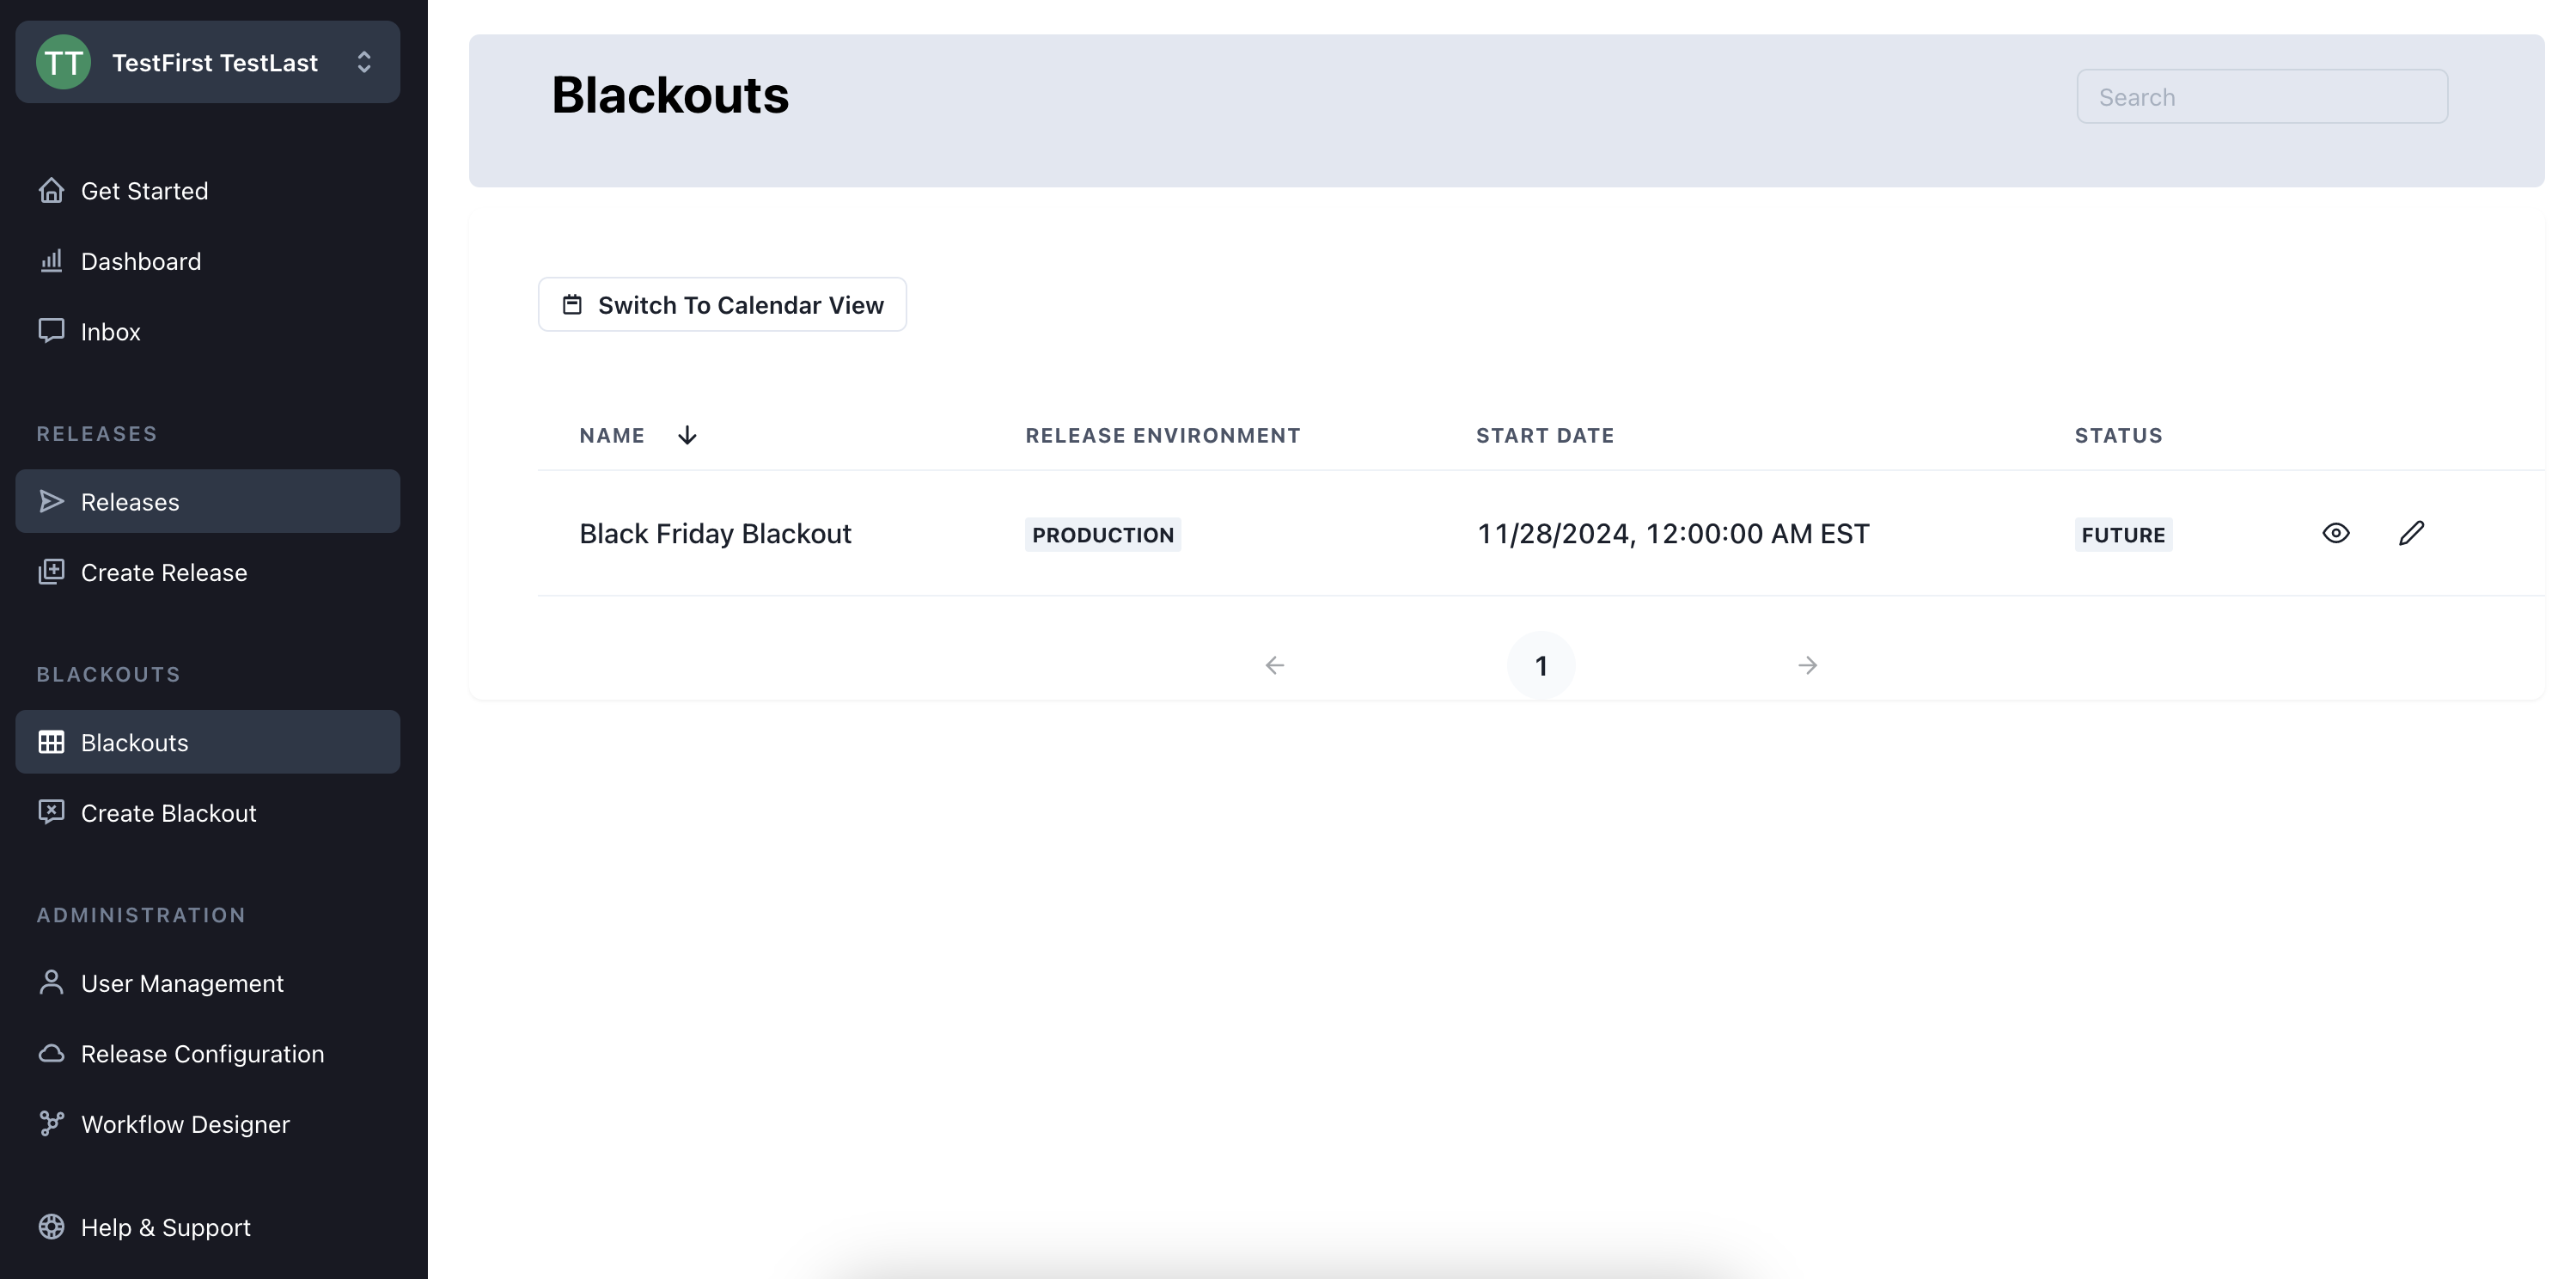 TT TestFirst TestLast
Get Started
Dashboard
Inbox
RELEASES
Releases
Create Release
BLACKOUTS
Blackouts
Create Blackout
ADMINISTRATION
User Management
Release Configuration
Workflow Designer
Help & Support
Blackouts
Search
Switch To Calendar View
NAME RELEASE ENVIRONMENT START DATE STATUS
Black Friday Blackout PRODUCTION 11/28/2024, 12:00:00 AM EST FUTURE
1